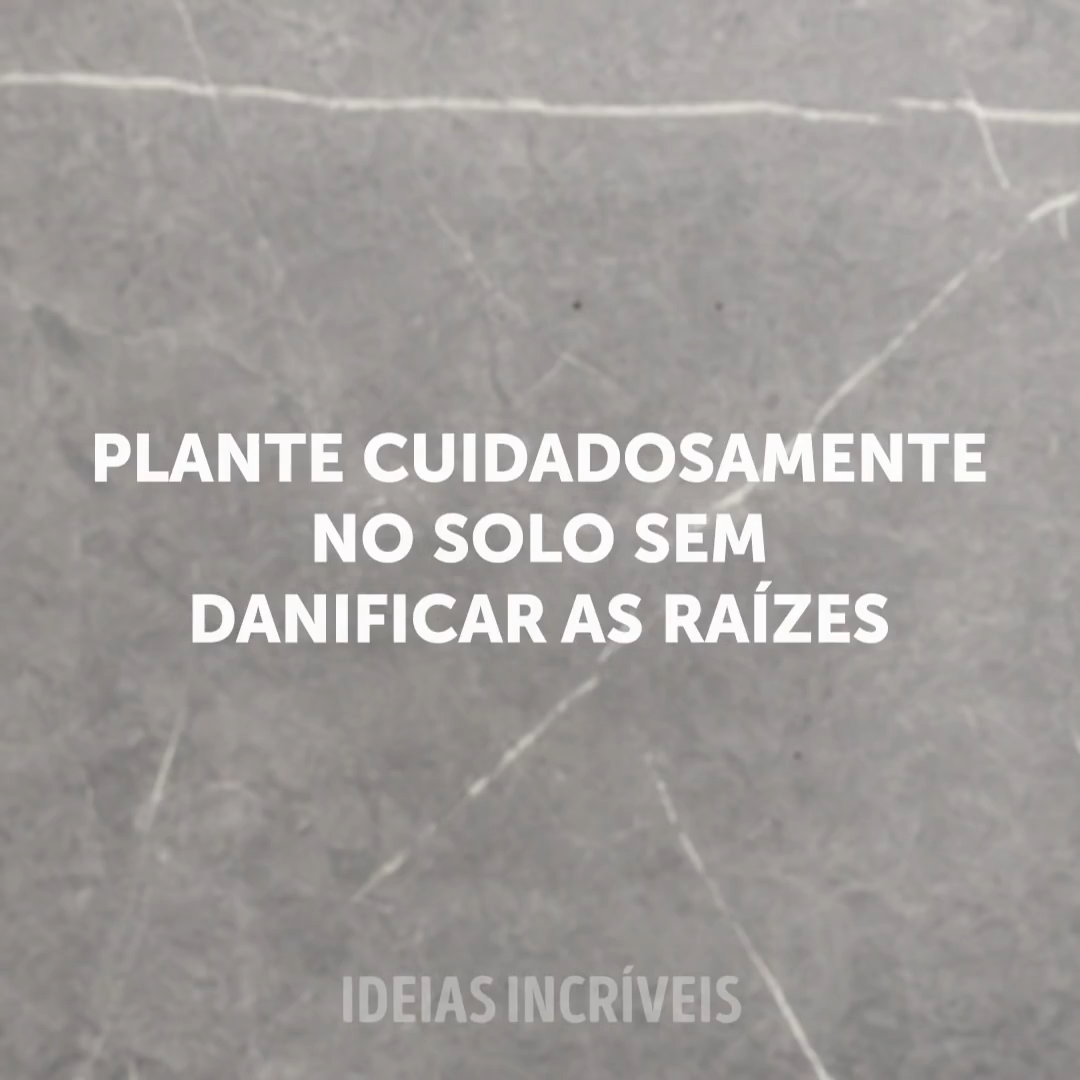 PLANTE CUIDADOSAMENTE
NO SOLO SEM
DANIFICAR AS RAÍZES
IDEIAS INCRÍVEIS